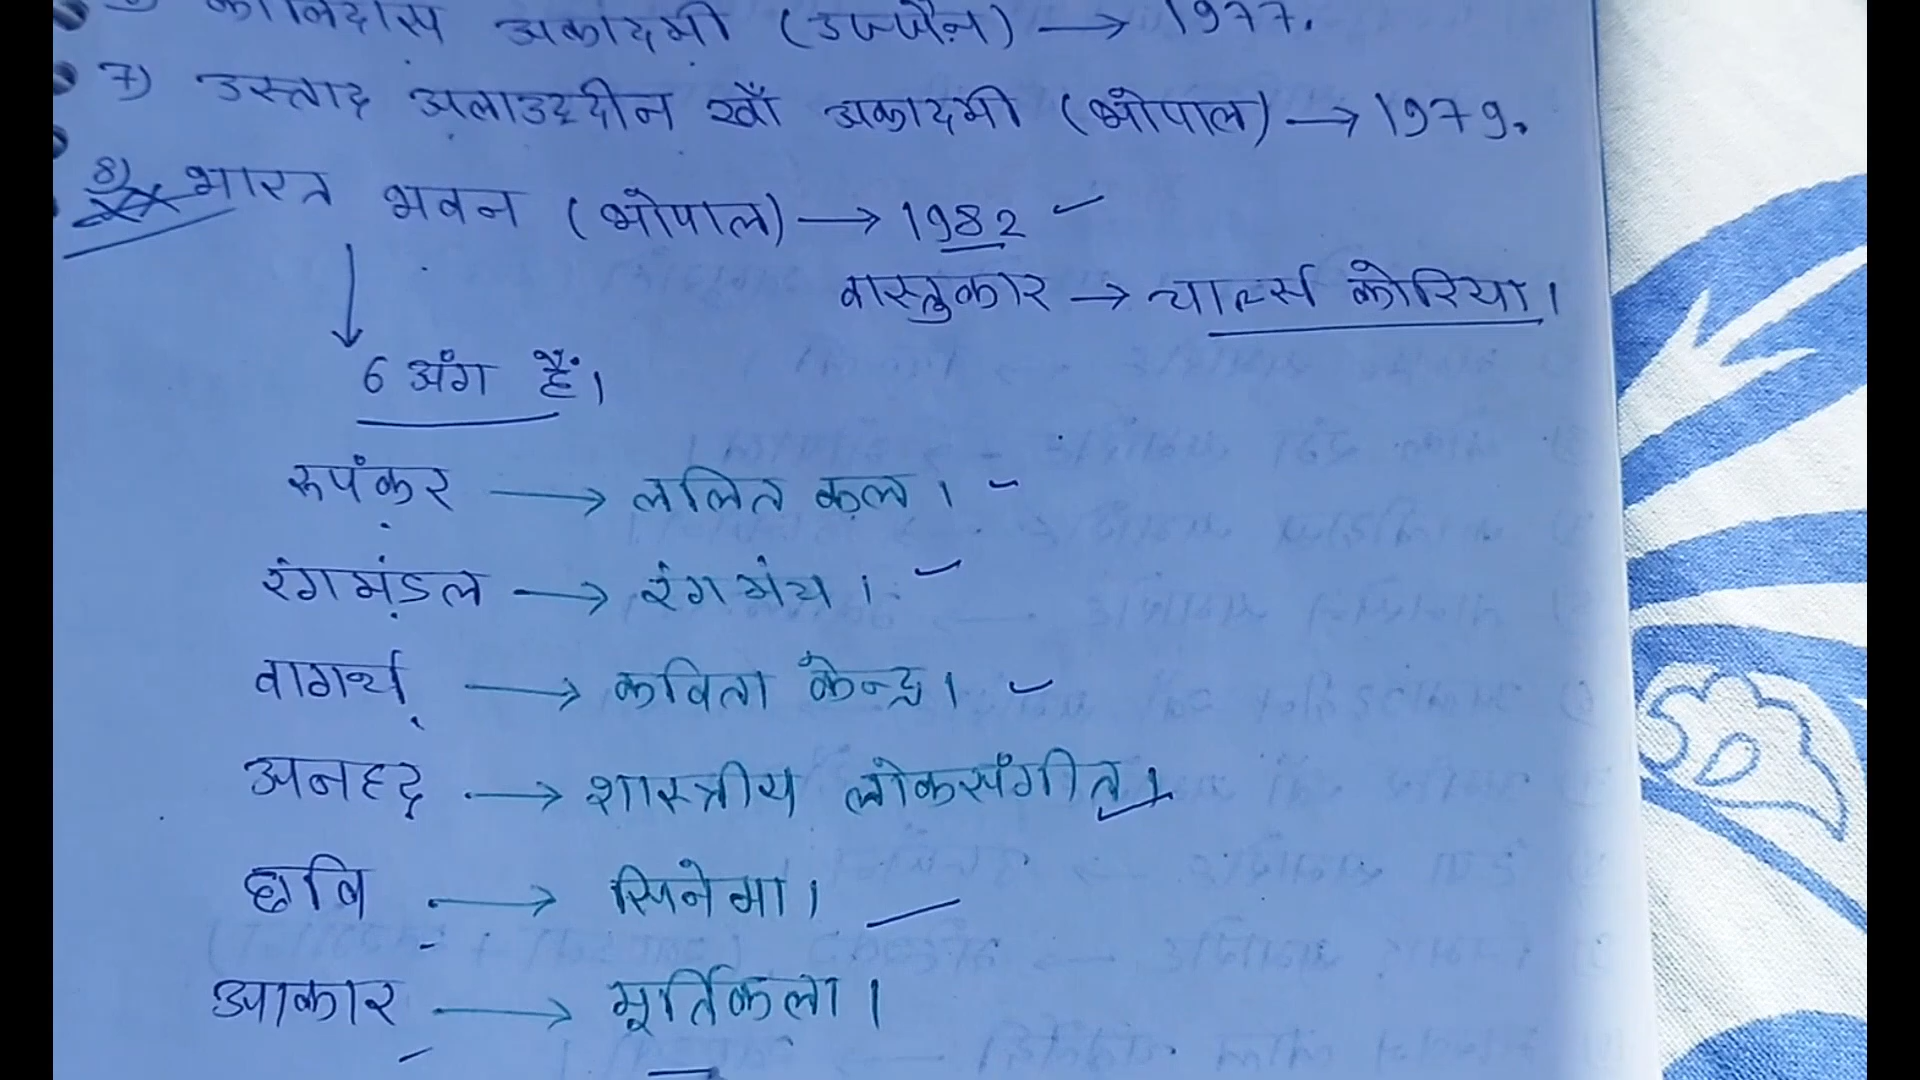 कालिदास अकादमी (उज्जैन) → 1977.
7) उस्ताद अलाउद्दीन खाँ अकादमी (भोपाल) → 1979.
8) भारत भवन (भोपाल) → 1982
वास्तुकार → चार्ल्स कोरिया।
6 अंग हैं।
रुपंकर → ललित कल।
रंगमंडल → रंगमंच।
वागर्थ → कविता केन्द्र।
अनहद → शास्त्रीय लोकसंगीत।
छवि → सिनेमा।
आकार → मूर्तिकला।